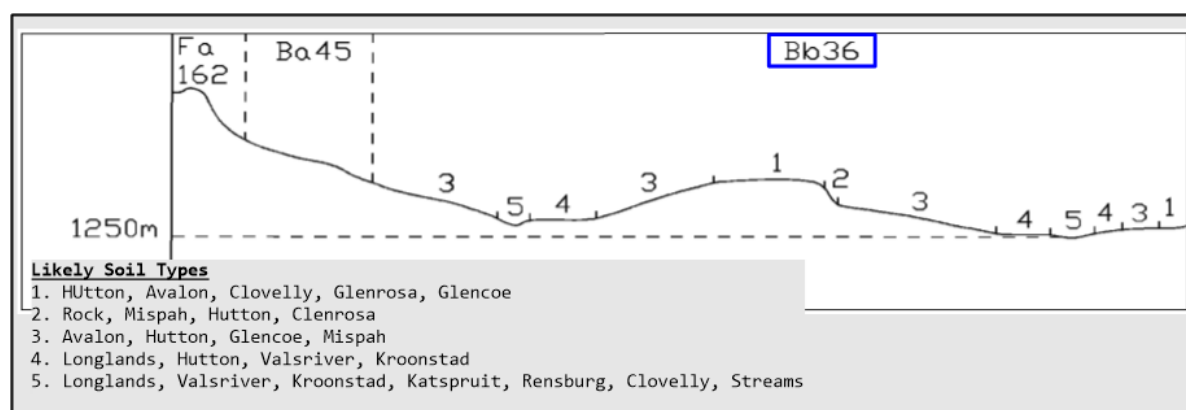 Fa
162
Ba45
Bb36
3
5
4
3
1
2
3
4
5
4
3
1
1250m
Likely Soil Types
1. HUtton, Avalon, Clovelly, Glenrosa, Glencoe
2. Rock, Mispah, Hutton, Clenrosa
3. Avalon, Hutton, Glencoe, Mispah
4. Longlands, Hutton, Valsriver, Kroonstad
5. Longlands, Valsriver, Kroonstad, Katspruit, Rensburg, Clovelly, Streams